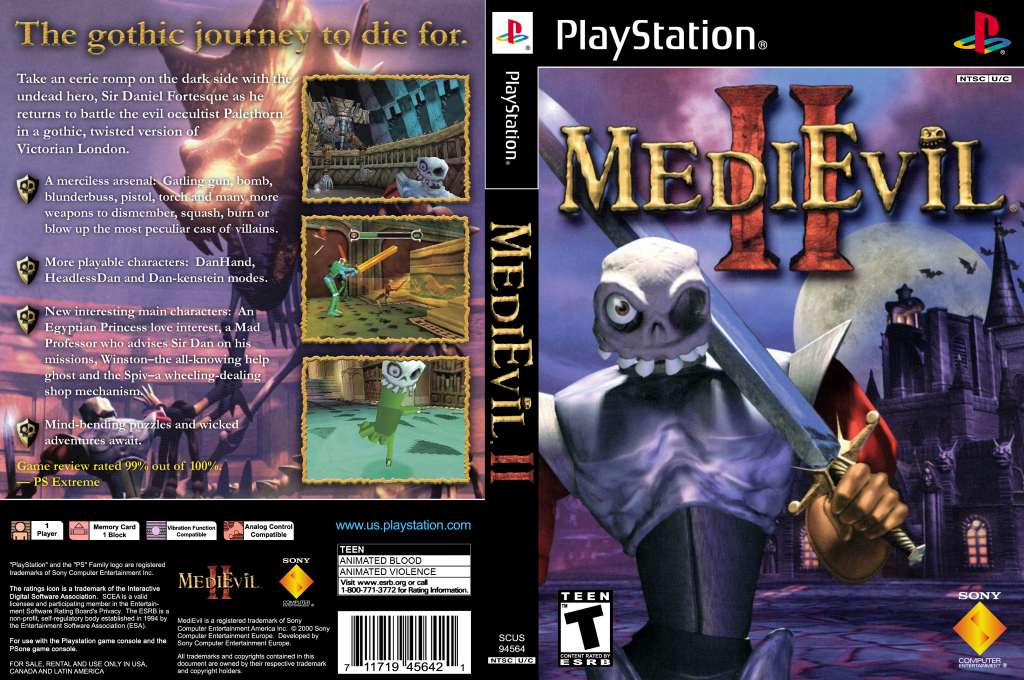 The gothic journey to die for.
Take an eerie romp on the dark side with the
undead hero, Sir Daniel Fortesque as he
returns to battle the evil occultist Palethorn
in a gothic, twisted version of
Victorian London.
A merciless arsenal: Gatling gun, bomb,
blunderbuss, pistol, torch and many more
weapons to dismember, squash, burn or
blow up the most peculiar cast of villains.
More playable characters: DanHand,
HeadlessDan and Dan-kenstein modes.
New interesting main characters: An
Egyptian Princess love interest, a Mad
Professor who advises Sir Dan on his
missions, Winston–the all-knowing help
ghost and the Spiv–a wheeling-dealing
shop mechanism.
Mind-bending puzzles and wicked
adventures await.
Game review rated 99% out of 100%.
— PS Extreme
1
Player
Memory Card
1 Block
Vibration Function
Compatible
Analog Control
Compatible
www.us.playstation.com
"PlayStation" and the "PS" Family logo are registered
trademarks of Sony Computer Entertainment Inc.
The ratings icon is a trademark of the Interactive
Digital Software Association. SCEA is a valid
licensee and participating member in the Entertain-
ment Software Rating Board's Privacy. The ESRB is a
non-profit, self-regulatory body established in 1994 by
the Entertainment Software Association (ESA).
For use with the Playstation game console and the
PSone game console.
FOR SALE, RENTAL AND USE ONLY IN USA,
CANADA AND LATIN AMERICA
MEDIEVIL II
SONY
COMPUTER
ENTERTAINMENT ®
MediEvil is a registered trademark of Sony
Computer Entertainment America Inc. © 2000 Sony
Computer Entertainment Europe. Developed by
Sony Computer Entertainment Europe.
All trademarks and copyrights contained in this
document are owned by their respective trademark
and copyright holders.
TEEN
ANIMATED BLOOD
ANIMATED VIOLENCE
Visit www.esrb.org or call
1-800-771-3772 for Rating Information.
7 11719 45642 1
PlayStation®
MEDIEVIL II
SCUS
94564
NTSC U/C
PlayStation®
NTSC U/C
MEDIEVIL®
II
TEEN
TM
T
CONTENT RATED BY
ESRB
SONY
COMPUTER
ENTERTAINMENT ®